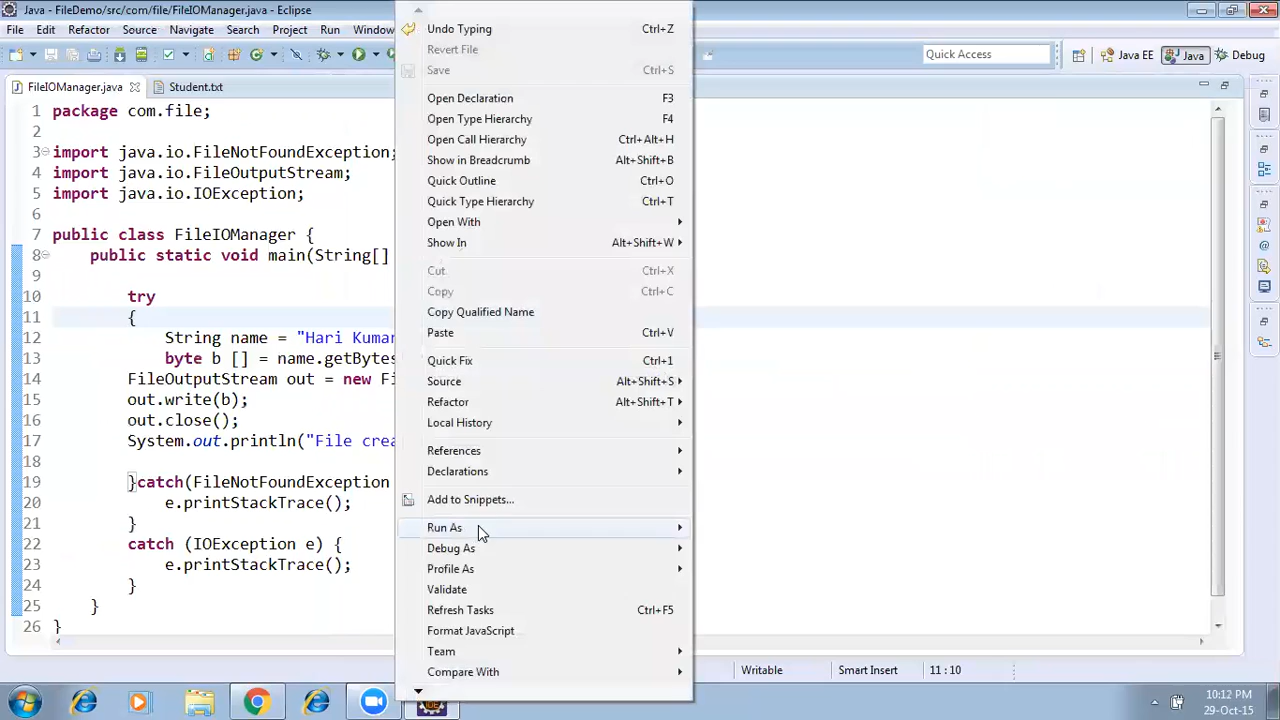 Java - FileDemo/src/com/file/FileIOManager.java - Eclipse
File Edit Refactor Source Navigate Search Project Run Window
Quick Access Java EE Java Debug
FileIOManager.java Student.txt
1 package com.file;
2
3 import java.io.FileNotFoundException;
4 import java.io.FileOutputStream;
5 import java.io.IOException;
6
7 public class FileIOManager {
8 public static void main(String[]
9
10 try
11 {
12 String name = "Hari Kumar
13 byte b [] = name.getBytes
14 FileOutputStream out = new Fi
15 out.write(b);
16 out.close();
17 System.out.println("File crea
18
19 }catch(FileNotFoundException
20 e.printStackTrace();
21 }
22 catch (IOException e) {
23 e.printStackTrace();
24 }
25 }
26 }
Undo Typing Ctrl+Z
Revert File
Save Ctrl+S
Open Declaration F3
Open Type Hierarchy F4
Open Call Hierarchy Ctrl+Alt+H
Show in Breadcrumb Alt+Shift+B
Quick Outline Ctrl+O
Quick Type Hierarchy Ctrl+T
Open With
Show In Alt+Shift+W
Cut Ctrl+X
Copy Ctrl+C
Copy Qualified Name
Paste Ctrl+V
Quick Fix Ctrl+1
Source Alt+Shift+S
Refactor Alt+Shift+T
Local History
References
Declarations
Add to Snippets...
Run As
Debug As
Profile As
Validate
Refresh Tasks Ctrl+F5
Format JavaScript
Team
Compare With
Writable Smart Insert 11 : 10
10:12 PM
29-Oct-15